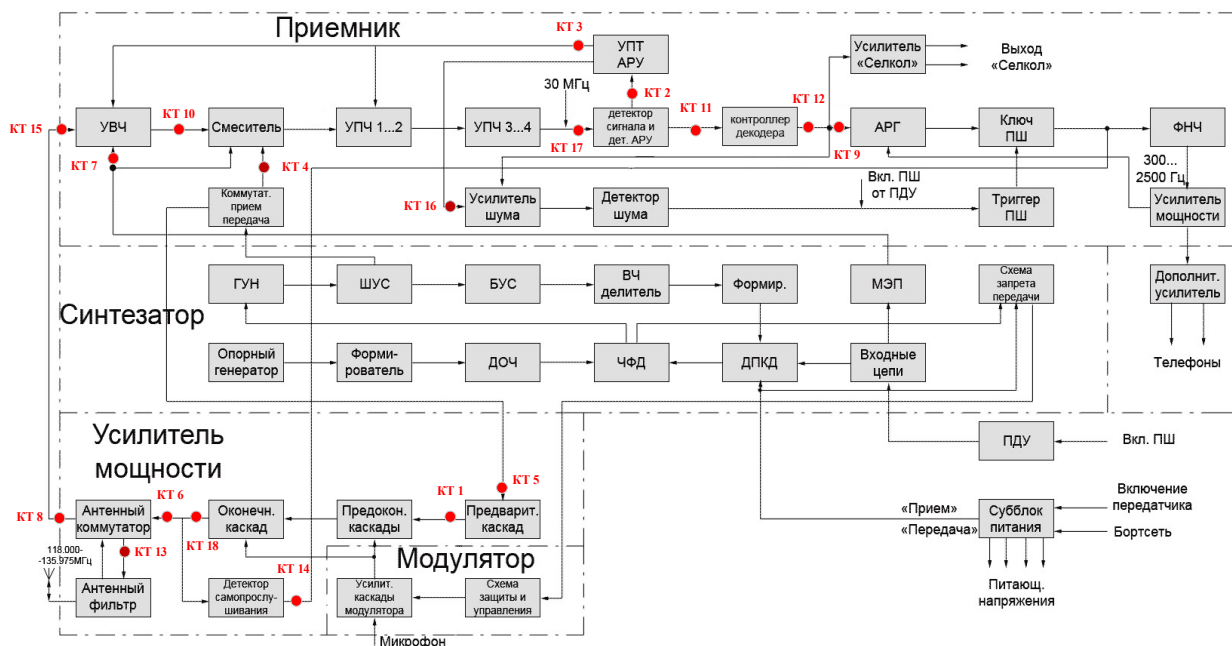 Приемник
КТ 3
УПТ
АРУ
Усилитель
«Селкол»
Выход
«Селкол»
30 МГц
КТ 2
КТ 15
УВЧ
КТ 10
Смеситель
УПЧ 1...2
УПЧ 3...4
КТ 17
детектор
сигнала и
дет. АРУ
КТ 11
контроллер
декодера
КТ 12
КТ 9
АРГ
Ключ
ПШ
ФНЧ
КТ 7
КТ 4
300...
2500 Гц
Коммутат.
прием
передача
КТ 16
Усилитель
шума
Детектор
шума
Вкл. ПШ
от ПДУ
Триггер
ПШ
Усилитель
мощности
Синтезатор
ГУН
ШУС
БУС
ВЧ
делитель
Формир.
МЭП
Схема
запрета
передачи
Дополнит.
усилитель
Опорный
генератор
Форми-
рователь
ДОЧ
ЧФД
ДПКД
Входные
цепи
Телефоны
Усилитель
мощности
ПДУ
Вкл. ПШ
КТ 8
Антенный
коммутатор
КТ 6
КТ 18
Оконечн.
каскад
Предокон.
каскады
КТ 1
КТ 5
Предварит.
каскад
«Прием»
«Передача»
Субблок
питания
Включение
передатчика
Бортсеть
118.000-
-135.975МГц
КТ 13
КТ 14
Модулятор
Антенный
фильтр
Детектор
самопрослу-
шивания
Усилит.
каскады
модулятора
Схема
защиты и
управления
Питающ.
напряжения
Микрофон